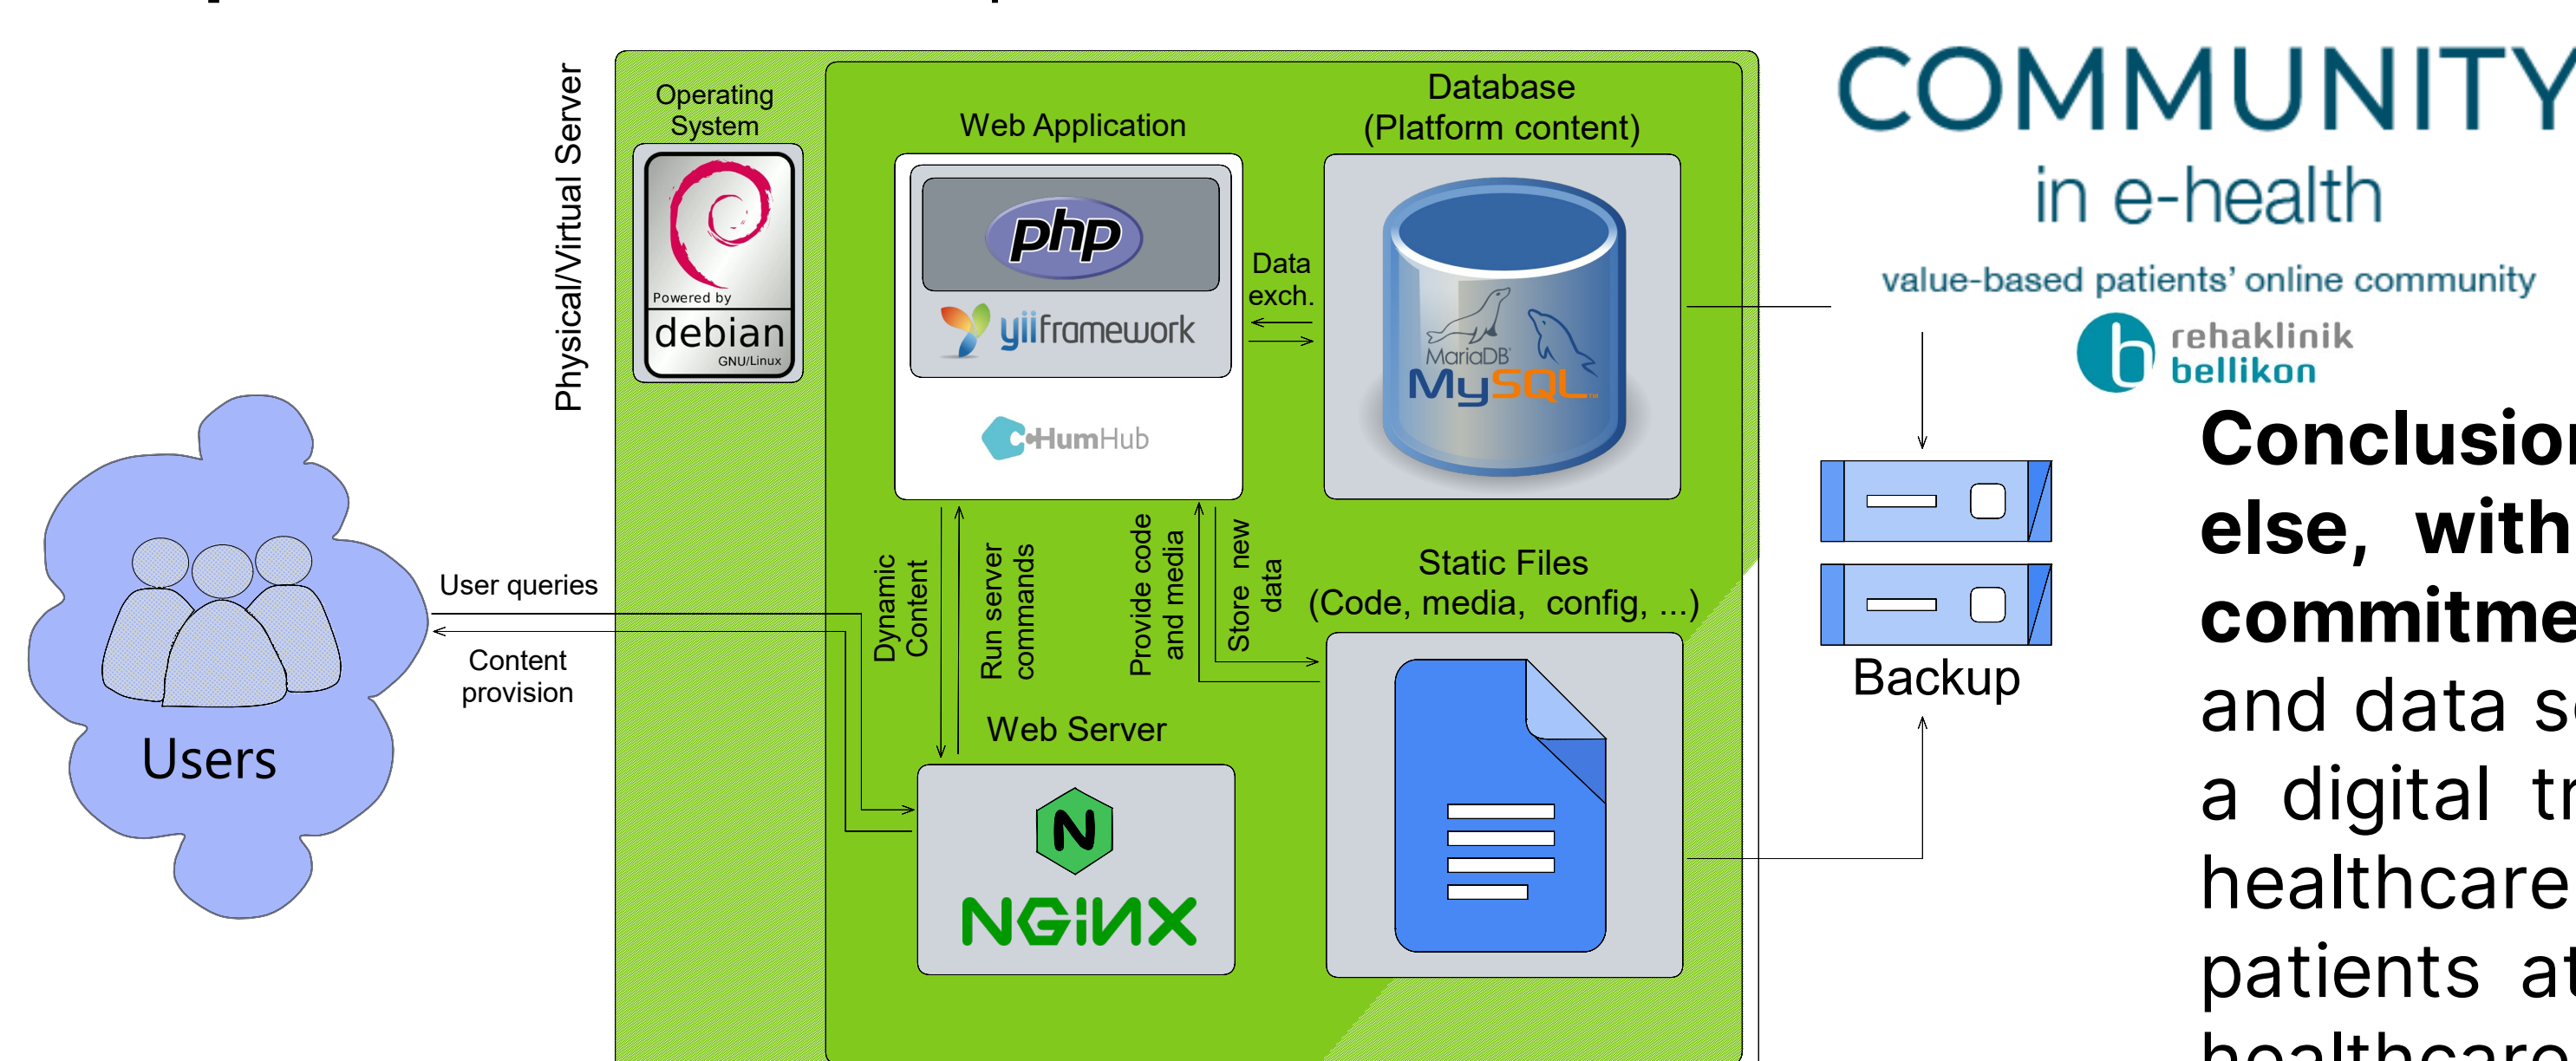 Physical/Virtual Server
Operating
System
Powered by
debian
GNU/Linux
Web Application
php
yiiframework
HumHub
Data
exch.
Database
(Platform content)
MariaDB
MySQL
Dynamic
Content
Run server
commands
Provide code
and media
Store new
data
Static Files
(Code, media, config, ...)
User queries
Content
provision
Users
Web Server
N
NGINX
Backup
COMMUNITY
in e-health
value-based patients' online community
b rehaklinik
bellikon
Conclusion
else, with
commitme
and data s
a digital tr
healthcare
patients at
healthcare